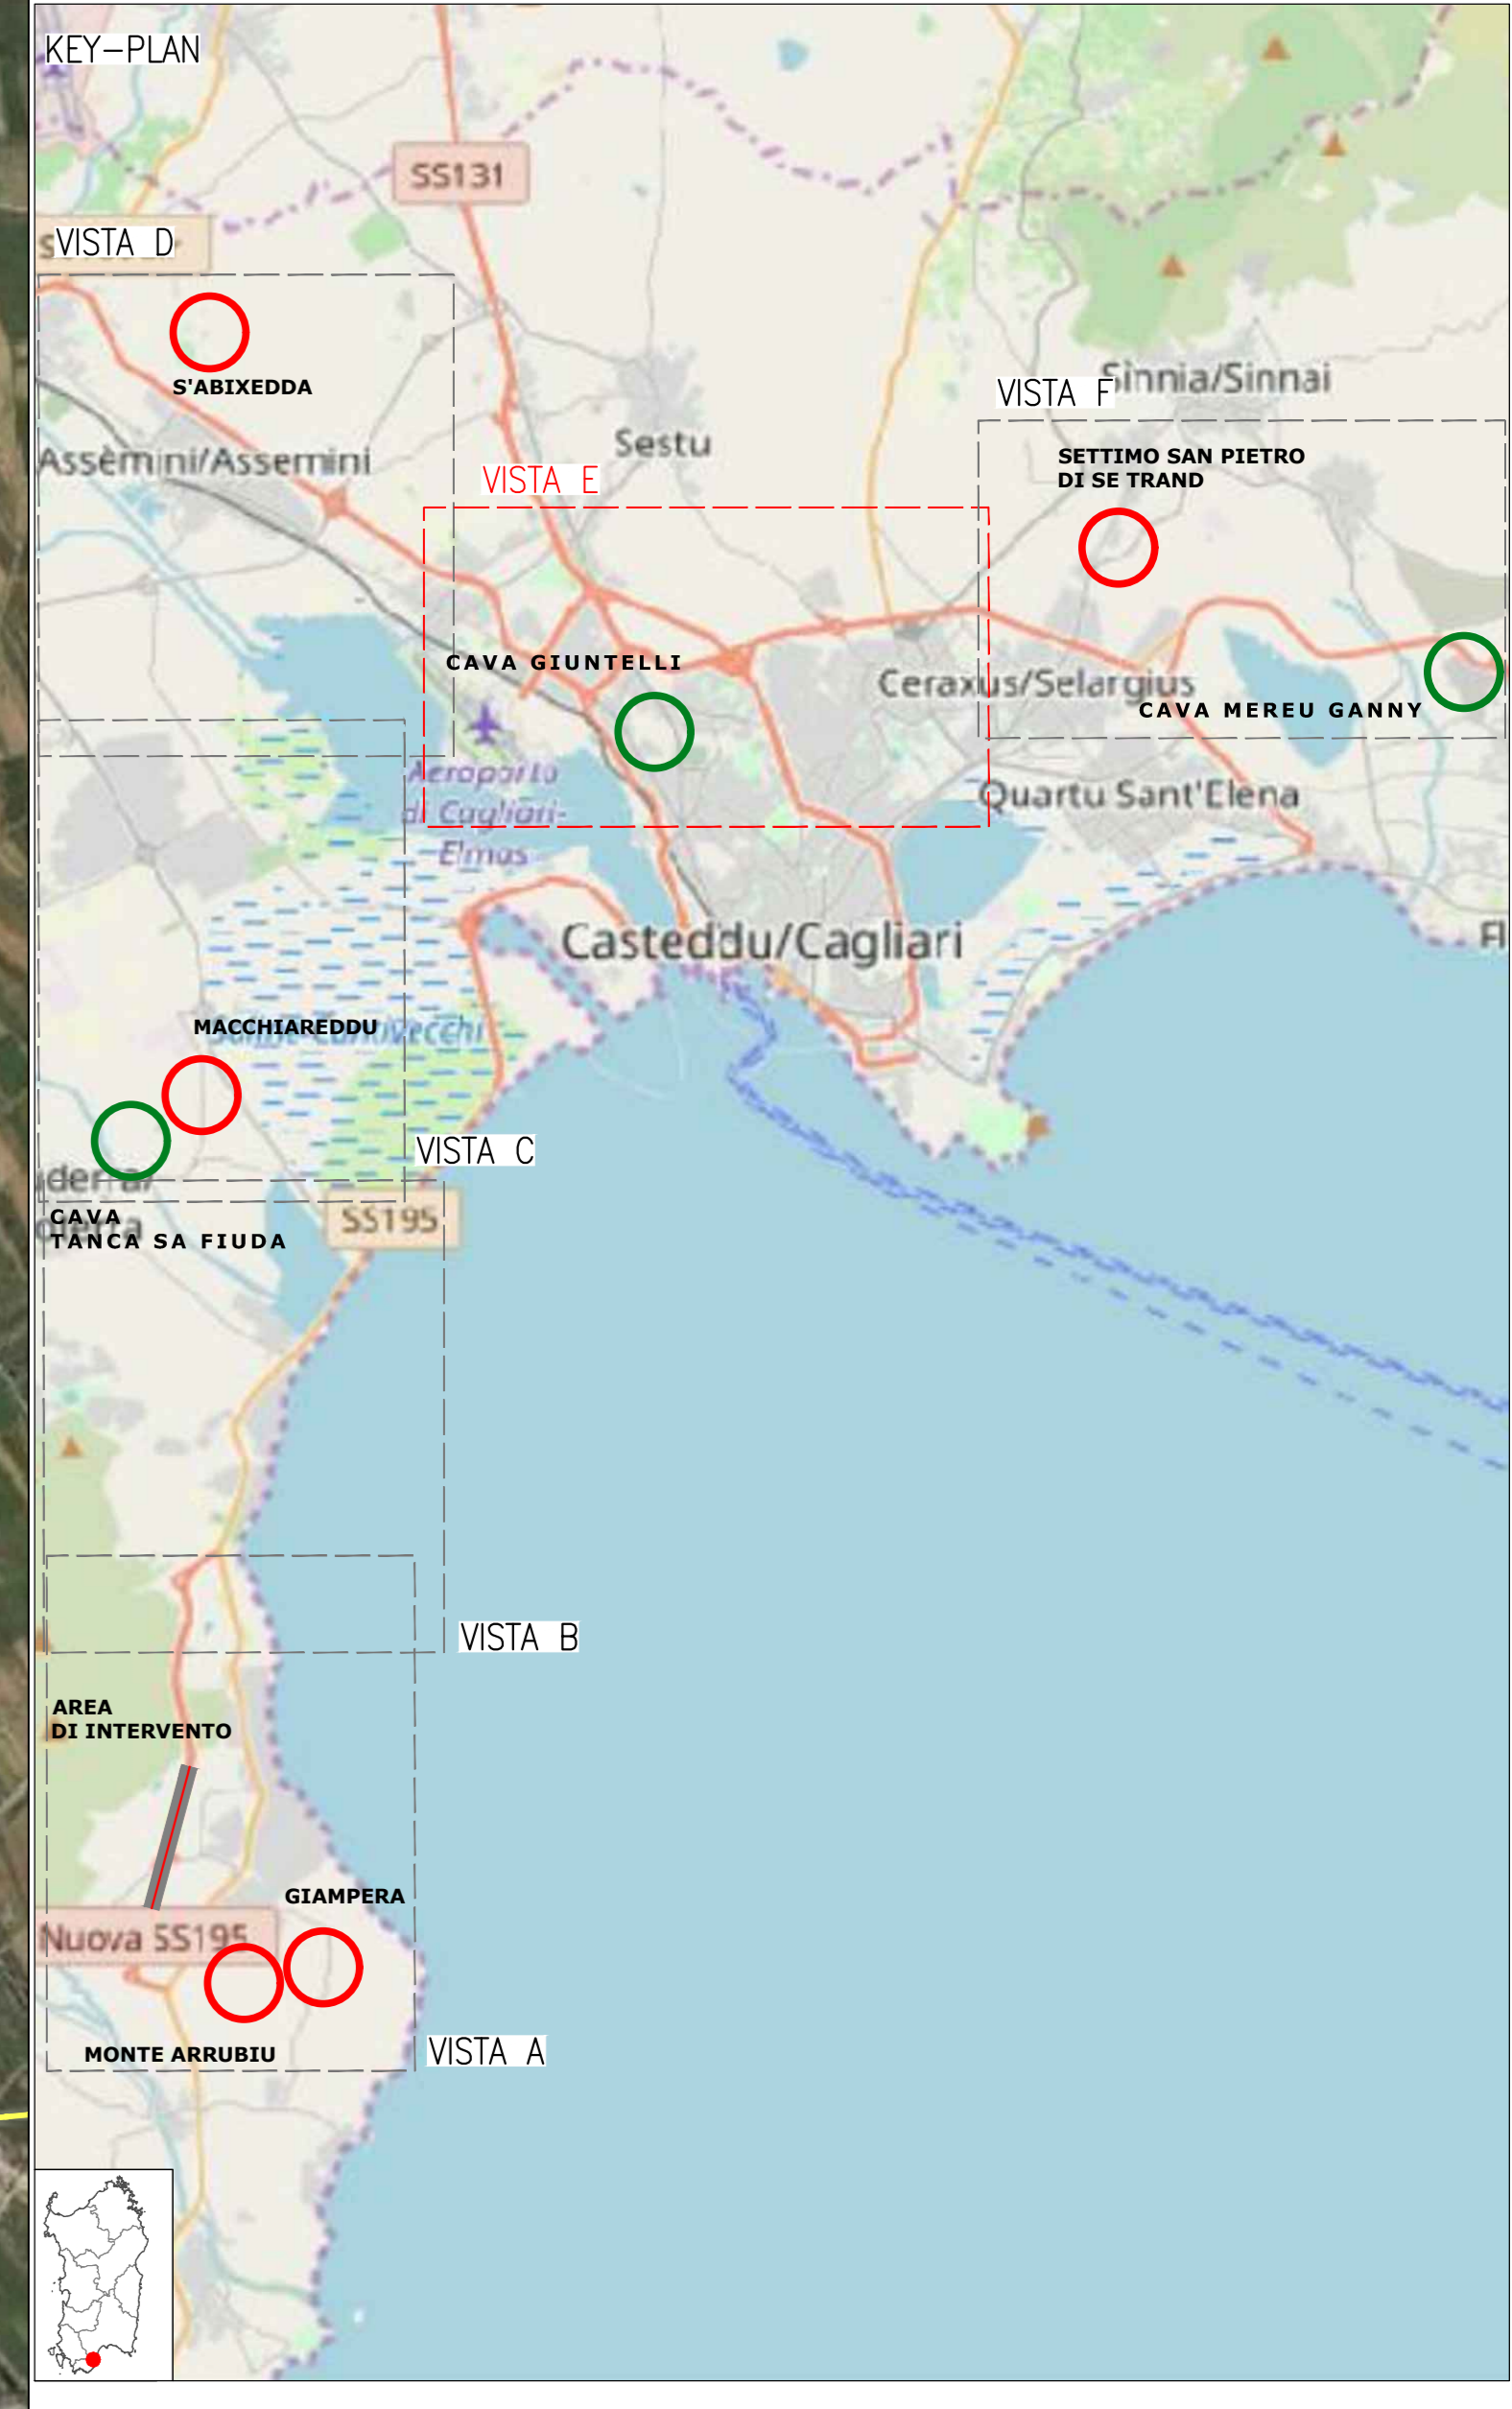 KEY-PLAN
SS131
VISTA D
S'ABIXEDDA
Sìnnia/Sinnai
VISTA F
Sestu
Assèmini/Assemini
SETTIMO SAN PIETRO
DI SE TRAND
VISTA E
CAVA GIUNTELLI
Ceraxus/Selargius
CAVA MEREU GANNY
Aeroporto
di Cagliari-
Elmas
Quartu Sant'Elena
Casteddu/Cagliari
Fl
MACCHIAREDDU
VISTA C
CAVA
TANCA SA FIUDA
SS195
VISTA B
AREA
DI INTERVENTO
GIAMPERA
Nuova SS195
MONTE ARRUBIU
VISTA A